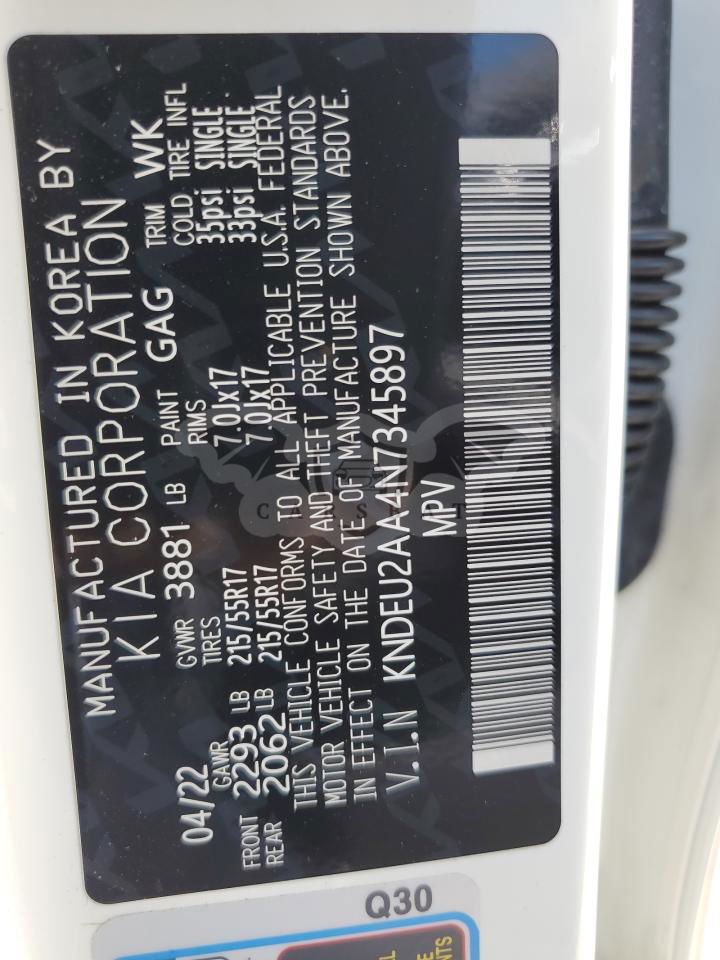 MANUFACTURED IN KOREA BY
KIA CORPORATION
04/22 GVWR 3881 LB PAINT GAG TRIM WK
GAWR TIRES RIMS COLD TIRE INFL
FRONT 2293 LB 215/55R17 7.0Jx17 35psi SINGLE
REAR 2062 LB 215/55R17 7.0Jx17 33psi SINGLE
THIS VEHICLE CONFORMS TO ALL APPLICABLE U.S.A. FEDERAL
MOTOR VEHICLE SAFETY AND THEFT PREVENTION STANDARDS
IN EFFECT ON THE DATE OF MANUFACTURE SHOWN ABOVE.
V.I.N KNDEU2AA4N7345897
MPV
Q30